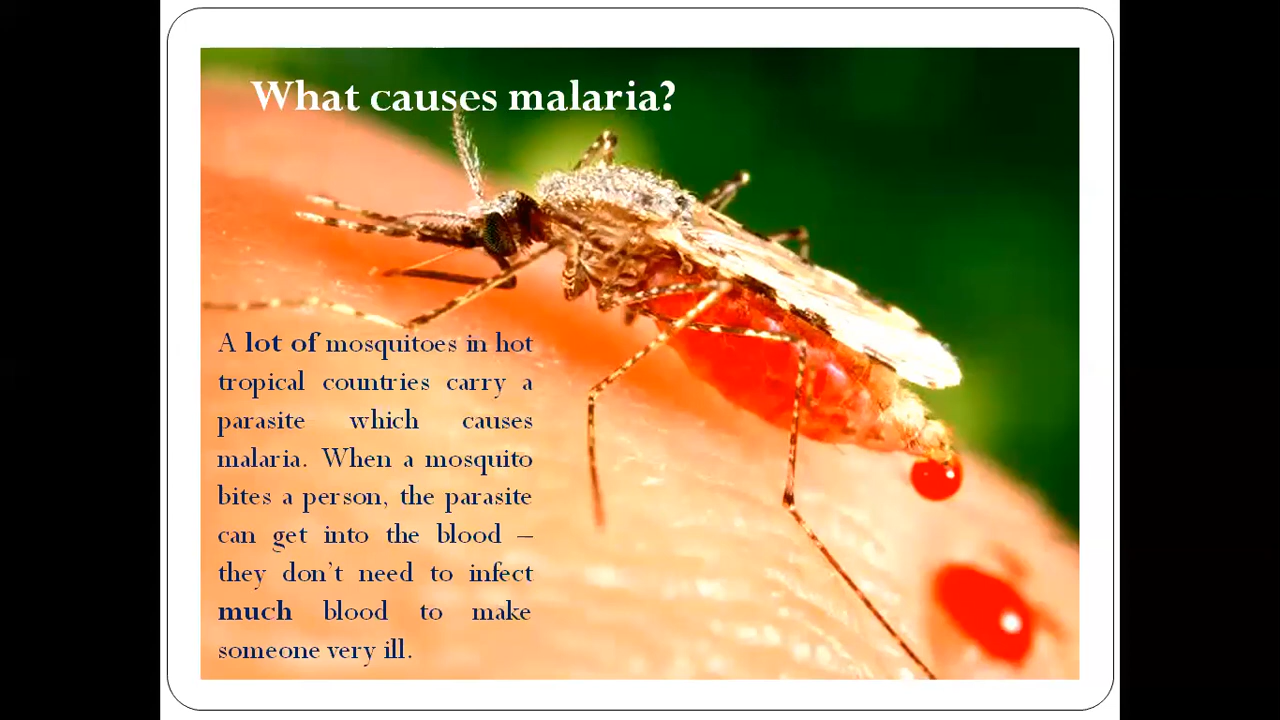 What causes malaria?
A lot of mosquitoes in hot
tropical countries carry a
parasite which causes
malaria. When a mosquito
bites a person, the parasite
can get into the blood –
they don't need to infect
much blood to make
someone very ill.